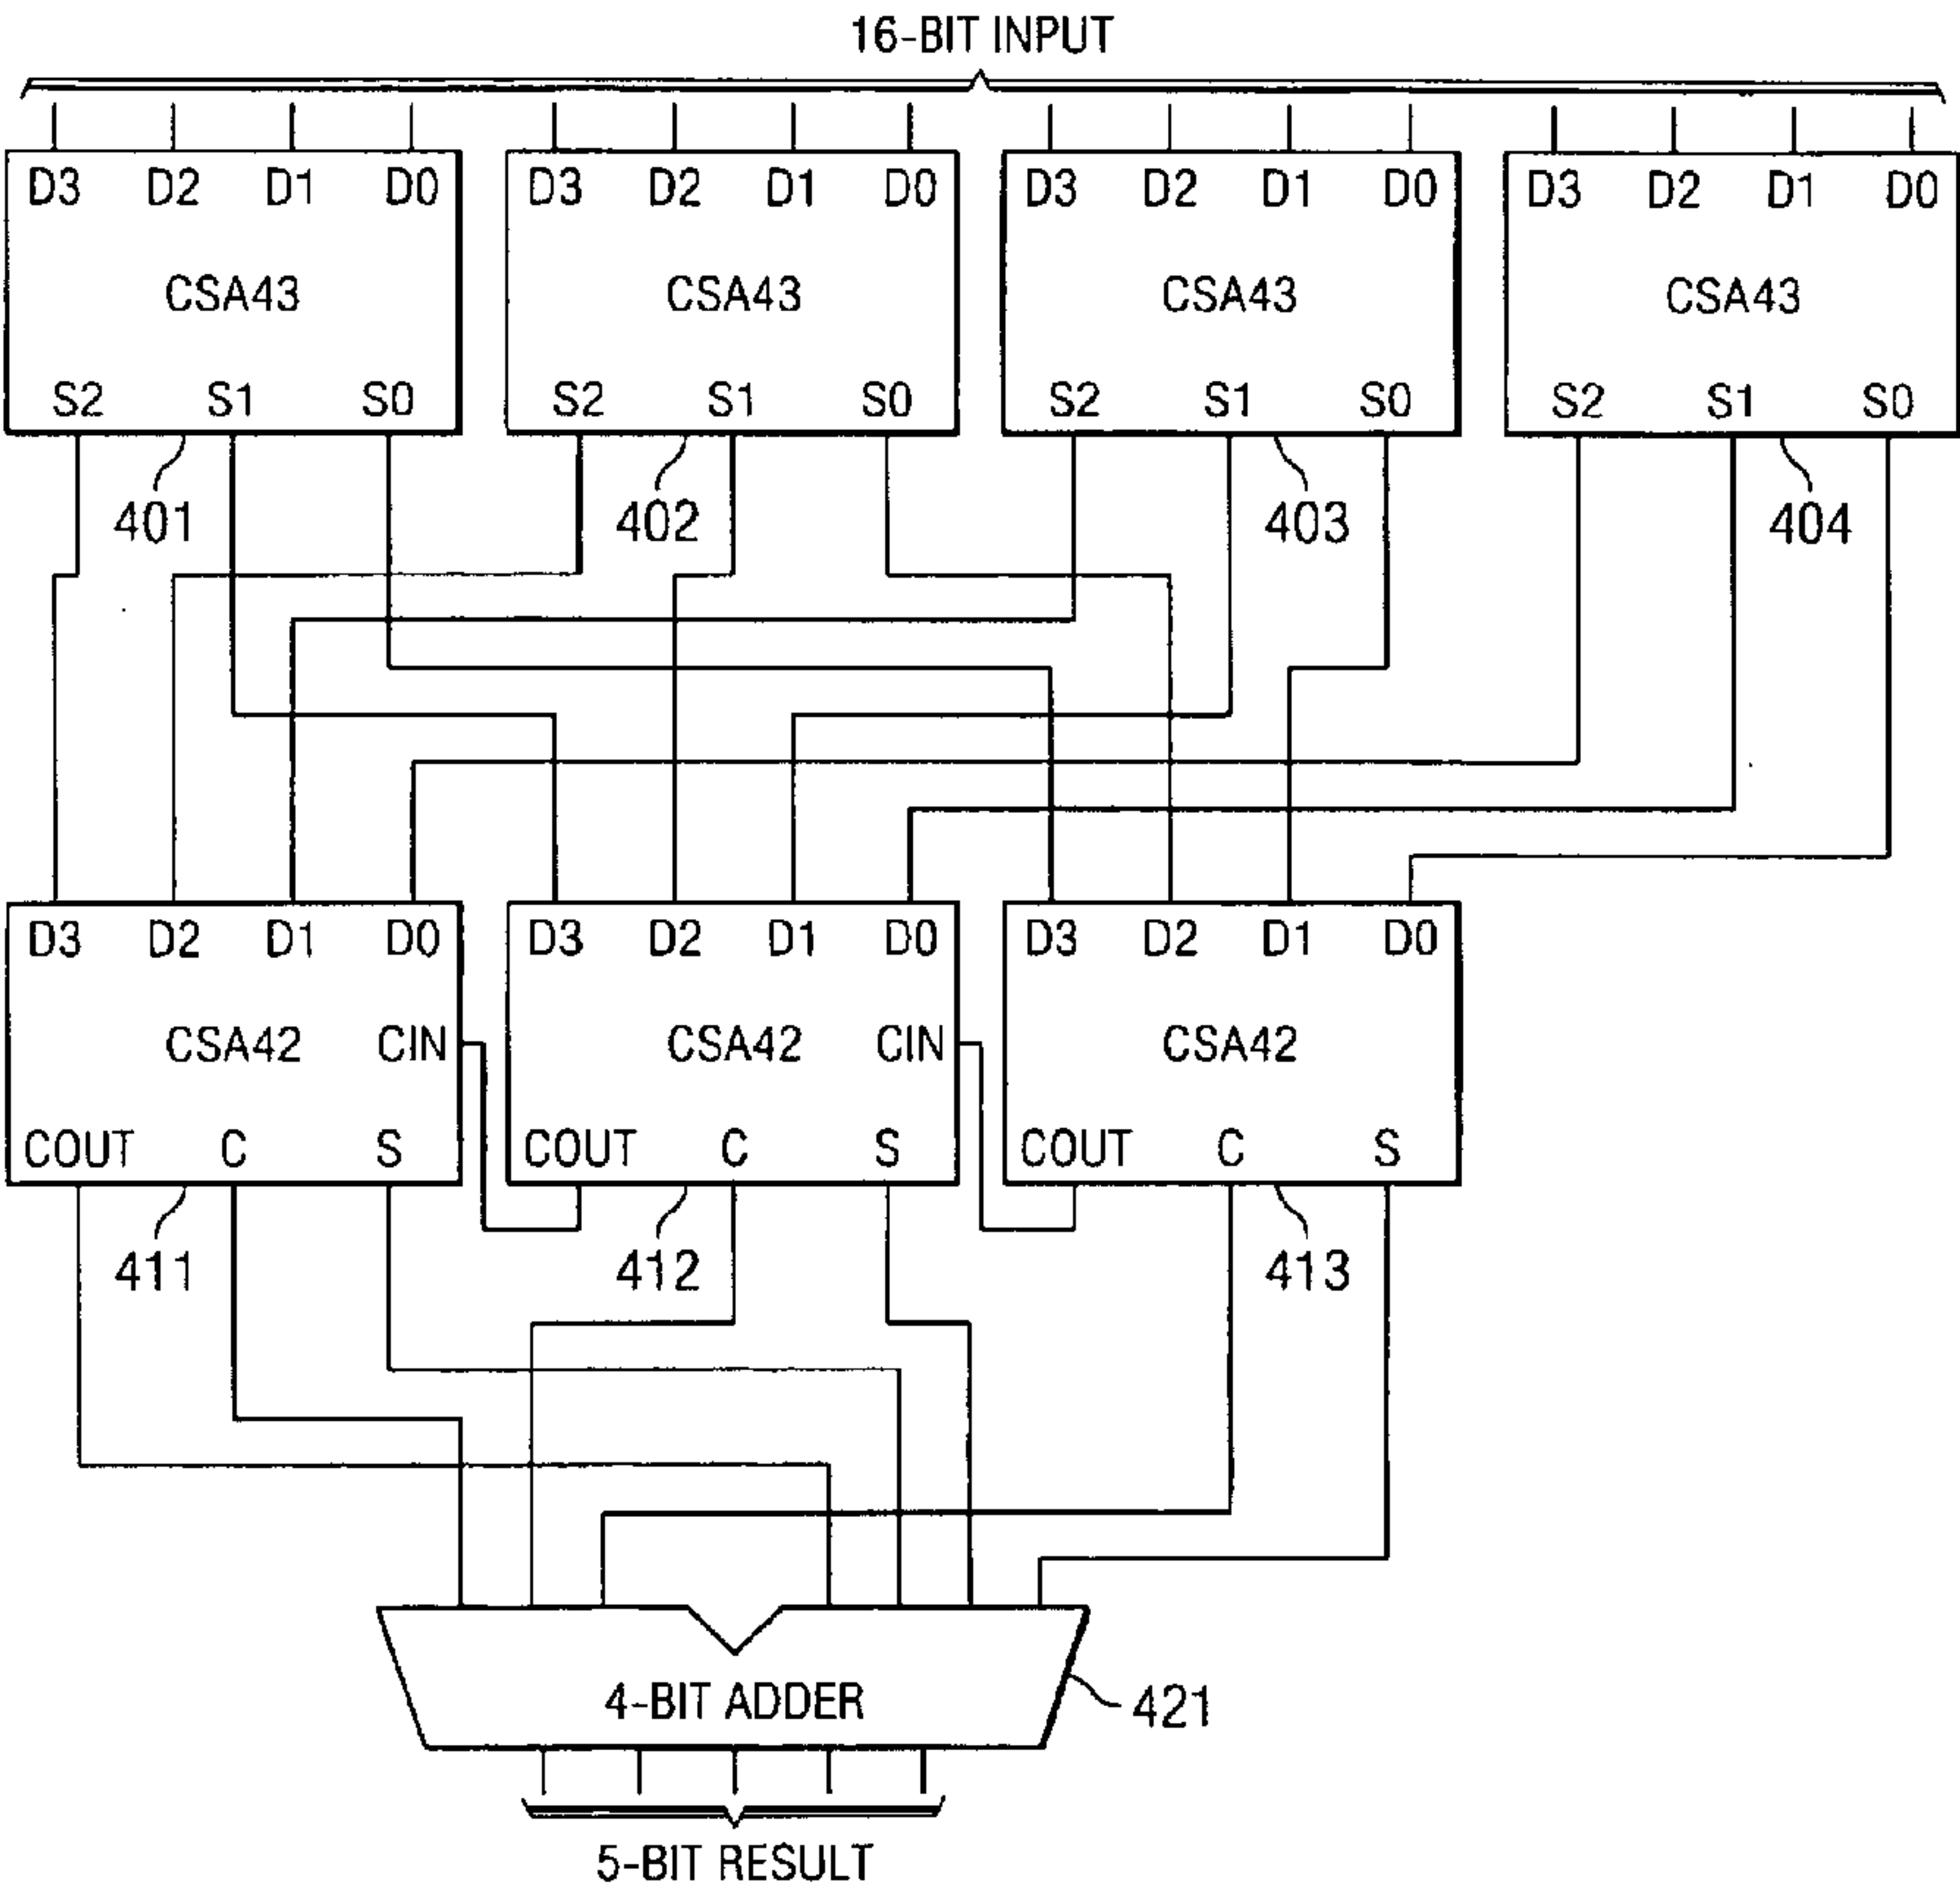 16-BIT INPUT
D3 D2 D1 D0 D3 D2 D1 D0 D3 D2 D1 D0 D3 D2 D1 D0
CSA43 CSA43 CSA43 CSA43
S2 S1 S0 S2 S1 S0 S2 S1 S0 S2 S1 S0
401 402 403 404
D3 D2 D1 D0 D3 D2 D1 D0 D3 D2 D1 D0
CSA42 CIN CSA42 CIN CSA42
COUT C S COUT C S COUT C S
411 412 413
4-BIT ADDER 421
5-BIT RESULT